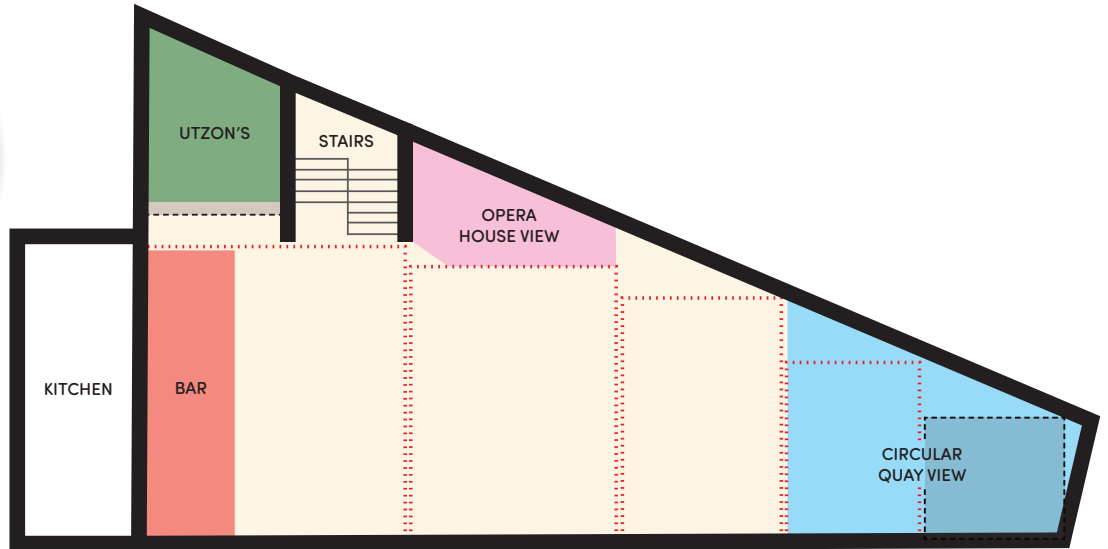 UTZON’S
STAIRS
OPERA
HOUSE VIEW
KITCHEN
BAR
CIRCULAR
QUAY VIEW